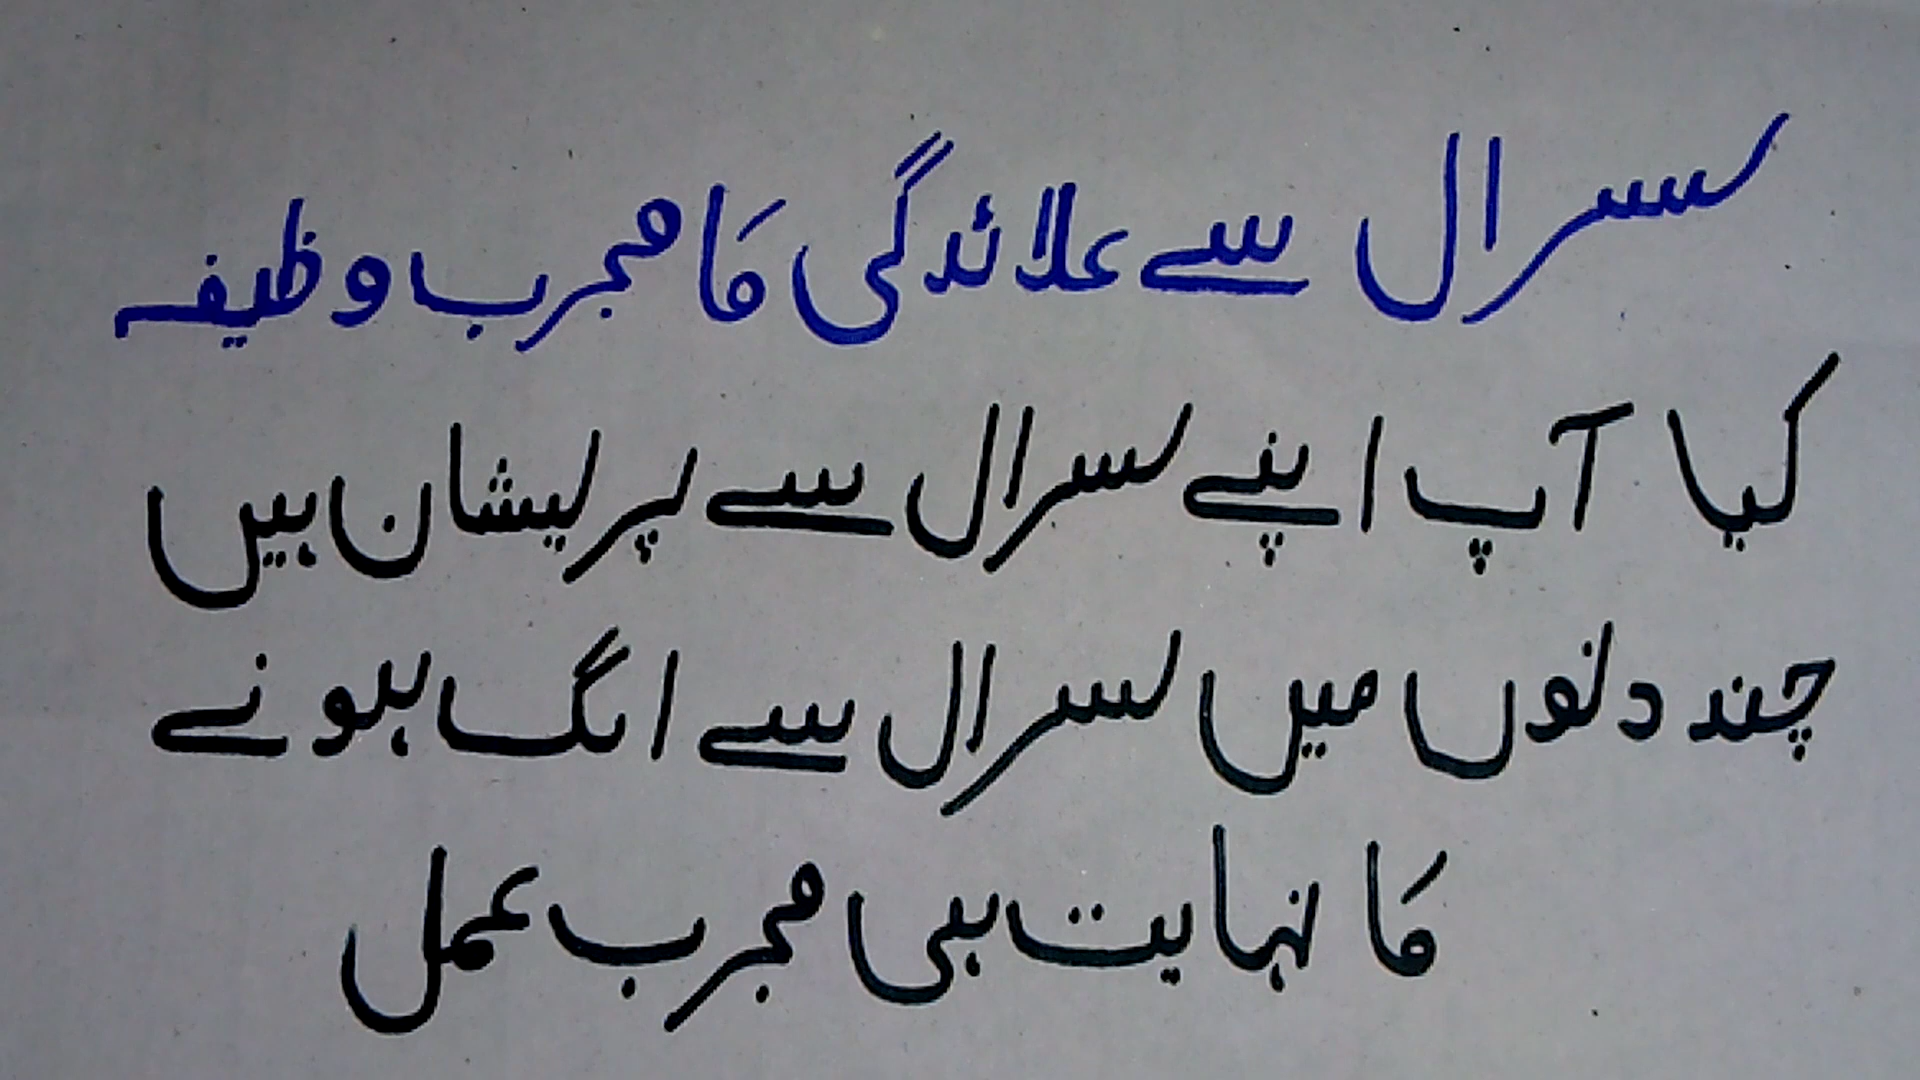 سسرال سے علائدگی کا مجرب وظیفہ
کیا آپ اپنے سسرال سے پریشان ہیں
چند دنوں میں سسرال سے الگ ہونے
کا نہایت ہی مجرب عمل